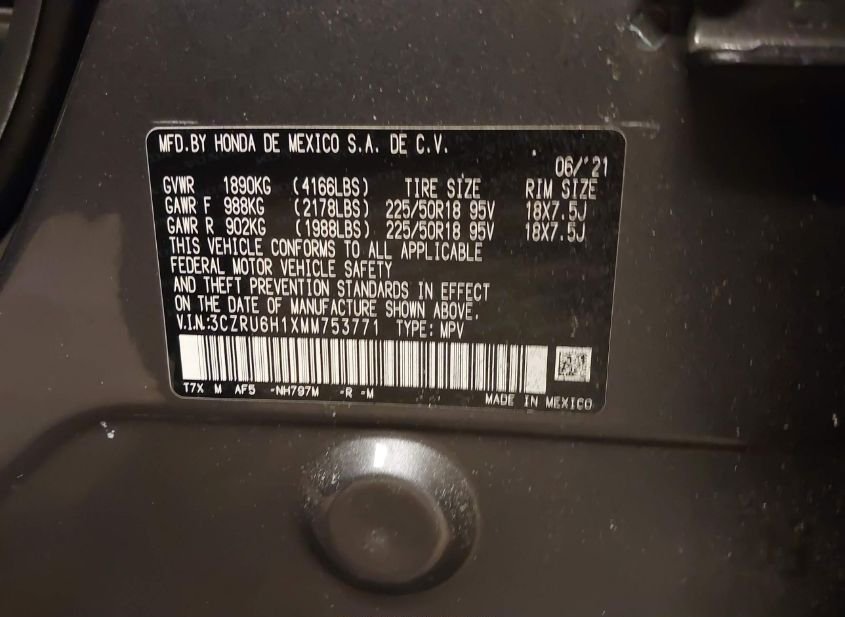 MFD.BY HONDA DE MEXICO S.A. DE C.V.
06/'21
GVWR 1890KG (4166LBS) TIRE SIZE RIM SIZE
GAWR F 988KG (2178LBS) 225/50R18 95V 18X7.5J
GAWR R 902KG (1988LBS) 225/50R18 95V 18X7.5J
THIS VEHICLE CONFORMS TO ALL APPLICABLE
FEDERAL MOTOR VEHICLE SAFETY
AND THEFT PREVENTION STANDARDS IN EFFECT
ON THE DATE OF MANUFACTURE SHOWN ABOVE.
V.I.N:3CZRU6H1XMM753771 TYPE: MPV
T7X M AF5 -NH797M -R -M
MADE IN MEXICO